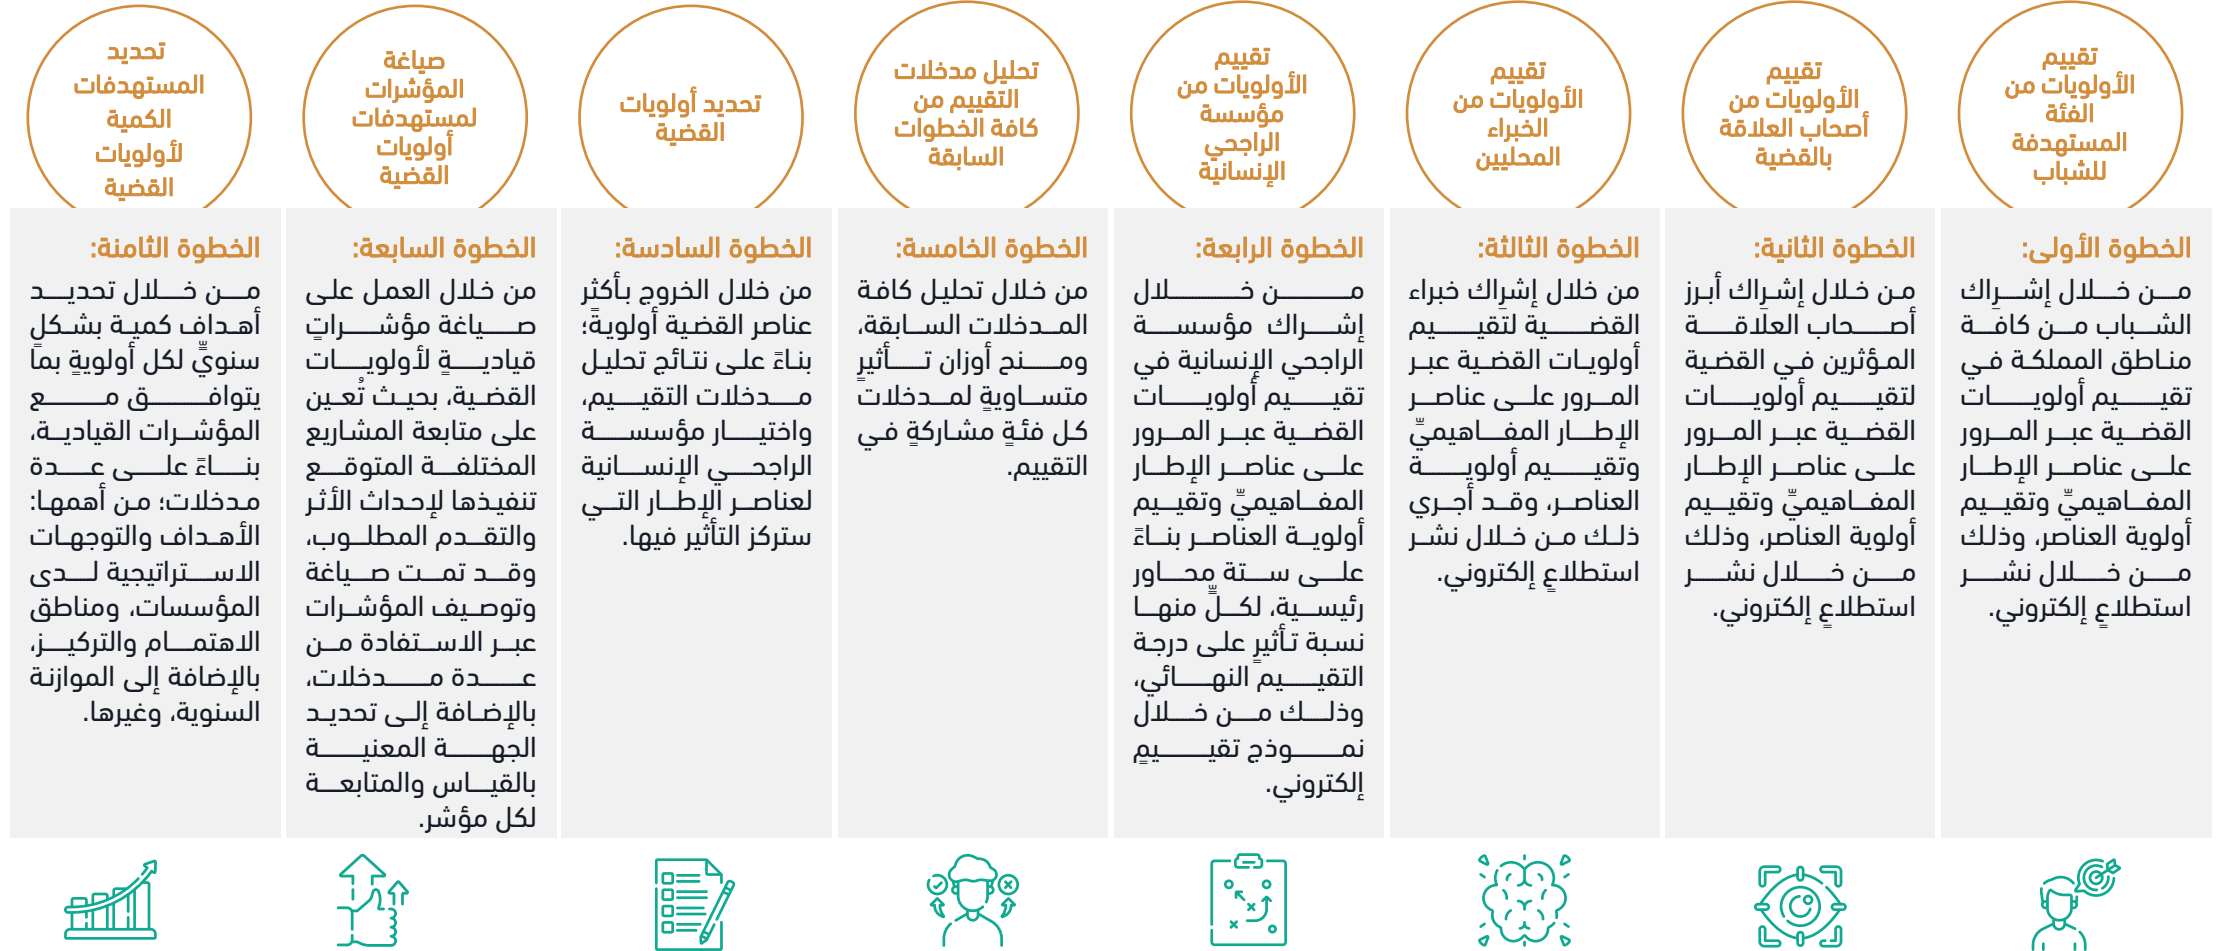 تقييم
الأولويات من
الفئة
المستهدفة
للشباب
الخطوة الأولى:
من خلال إشراك
الشباب من كافة
مناطق المملكة في
تقييم أولويات
القضية عبر المرور
على عناصر الإطار
المفاهيميِّ وتقييم
أولوية العناصر، وذلك
من خلال نشر
استطلاعٍ إلكتروني.
تقييم
الأولويات من
أصحاب العلاقة
بالقضية
الخطوة الثانية:
من خلال إشراك أبرز
أصحاب العلاقة
المؤثرين في القضية
لتقييم أولويات
القضية عبر المرور
على عناصر الإطار
المفاهيميِّ وتقييم
أولوية العناصر، وذلك
من خلال نشر
استطلاعٍ إلكتروني.
تقييم
الأولويات من
الخبراء
المحليين
الخطوة الثالثة:
من خلال إشراك خبراء
القضية لتقييم
أولويات القضية عبر
المرور على عناصر
الإطار المفاهيميِّ
وتقييم أولوية
العناصر، وقد أجري
ذلك من خلال نشر
استطلاعٍ إلكتروني.
تقييم
الأولويات من
مؤسسة
الراجحي
الإنسانية
الخطوة الرابعة:
من خلال
إشراك مؤسسة
الراجحي الإنسانية في
تقييم أولويات
القضية عبر المرور
على عناصر الإطار
المفاهيميِّ وتقييم
أولوية العناصر بناءً
على ستة محاور
رئيسية، لكلٍّ منها
نسبة تأثيرٍ على درجة
التقييم النهائي،
وذلك من خلال
نموذج تقييمٍ
إلكتروني.
تحليل مدخلات
التقييم من
كافة الخطوات
السابقة
الخطوة الخامسة:
من خلال تحليل كافة
المدخلات السابقة،
ومنح أوزان تأثيرٍ
متساويةٍ لمدخلات
كل فئةٍ مشاركةٍ في
التقييم.
تحديد أولويات
القضية
الخطوة السادسة:
من خلال الخروج بأكثر
عناصر القضية أولويةً؛
بناءً على نتائج تحليل
مدخلات التقييم،
واختيار مؤسسة
الراجحي الإنسانية
لعناصر الإطار التي
ستركز التأثير فيها.
صياغة
المؤشرات
لمستهدفات
أولويات
القضية
الخطوة السابعة:
من خلال العمل على
صياغة مؤشراتٍ
قياديةٍ لأولويات
القضية، بحيث تُعين
على متابعة المشاريع
المختلفة المتوقع
تنفيذها لإحداث الأثر
والتقدم المطلوب،
وقد تمت صياغة
وتوصيف المؤشرات
عبر الاستفادة من
عدة مدخلات،
بالإضافة إلى تحديد
الجهة المعنية
بالقياس والمتابعة
لكل مؤشر.
تحديد
المستهدفات
الكمية
لأولويات
القضية
الخطوة الثامنة:
من خلال تحديد
أهداف كمية بشكلٍ
سنويٍّ لكل أولويةٍ بما
يتوافق مع
المؤشرات القيادية،
بناءً على عدة
مدخلات؛ من أهمها:
الأهداف والتوجهات
الاستراتيجية لدى
المؤسسات، ومناطق
الاهتمام والتركيز،
بالإضافة إلى الموازنة
السنوية، وغيرها.